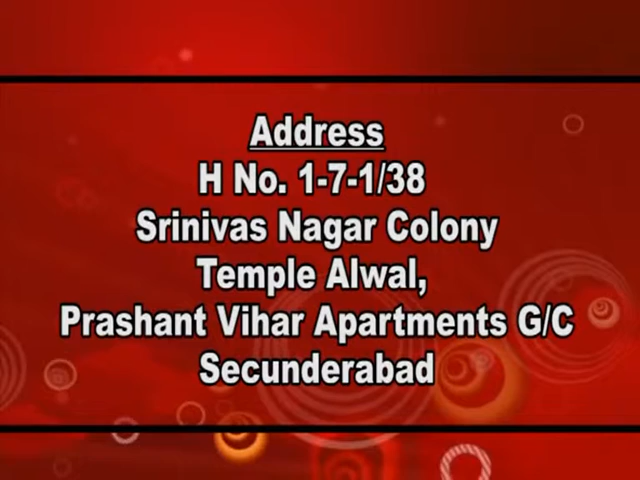 Address
H No. 1-7-1/38
Srinivas Nagar Colony
Temple Alwal,
Prashant Vihar Apartments G/C
Secunderabad